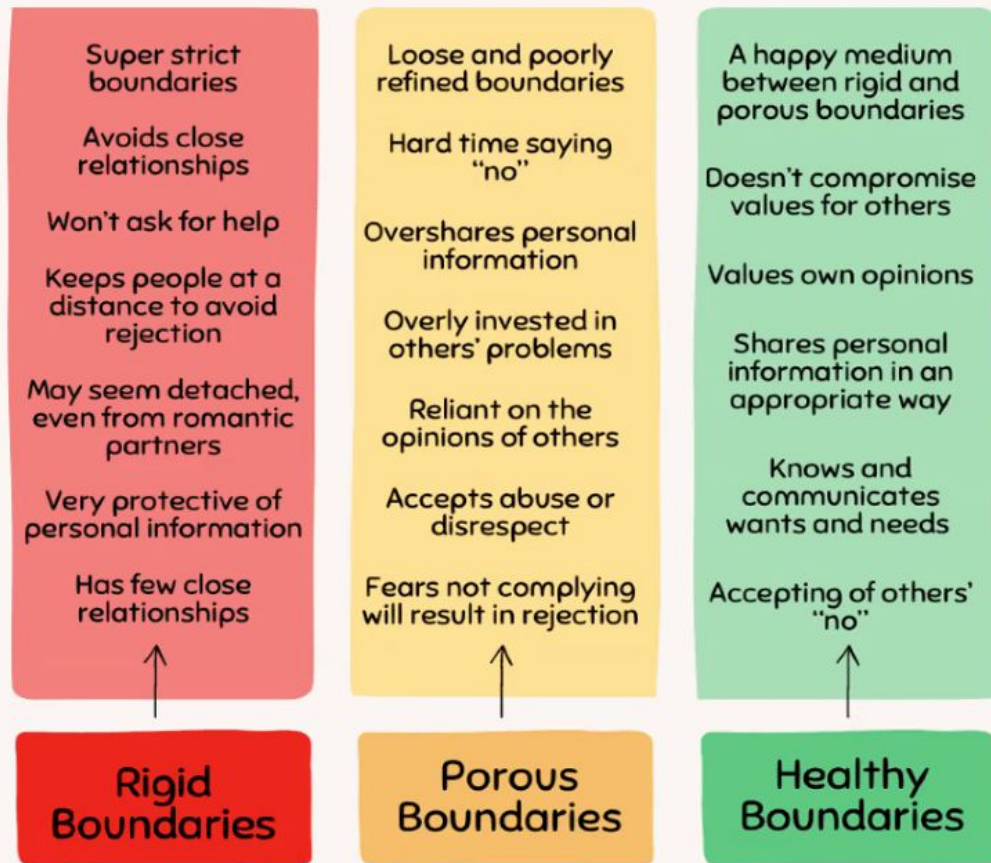 Super strict
boundaries
Avoids close
relationships
Won't ask for help
Keeps people at a
distance to avoid
rejection
May seem detached,
even from romantic
partners
Very protective of
personal information
Has few close
relationships
Rigid
Boundaries
Loose and poorly
refined boundaries
Hard time saying
“no”
Overshares personal
information
Overly invested in
others' problems
Reliant on the
opinions of others
Accepts abuse or
disrespect
Fears not complying
will result in rejection
Porous
Boundaries
A happy medium
between rigid and
porous boundaries
Doesn't compromise
values for others
Values own opinions
Shares personal
information in an
appropriate way
Knows and
communicates
wants and needs
Accepting of others'
“no”
Healthy
Boundaries